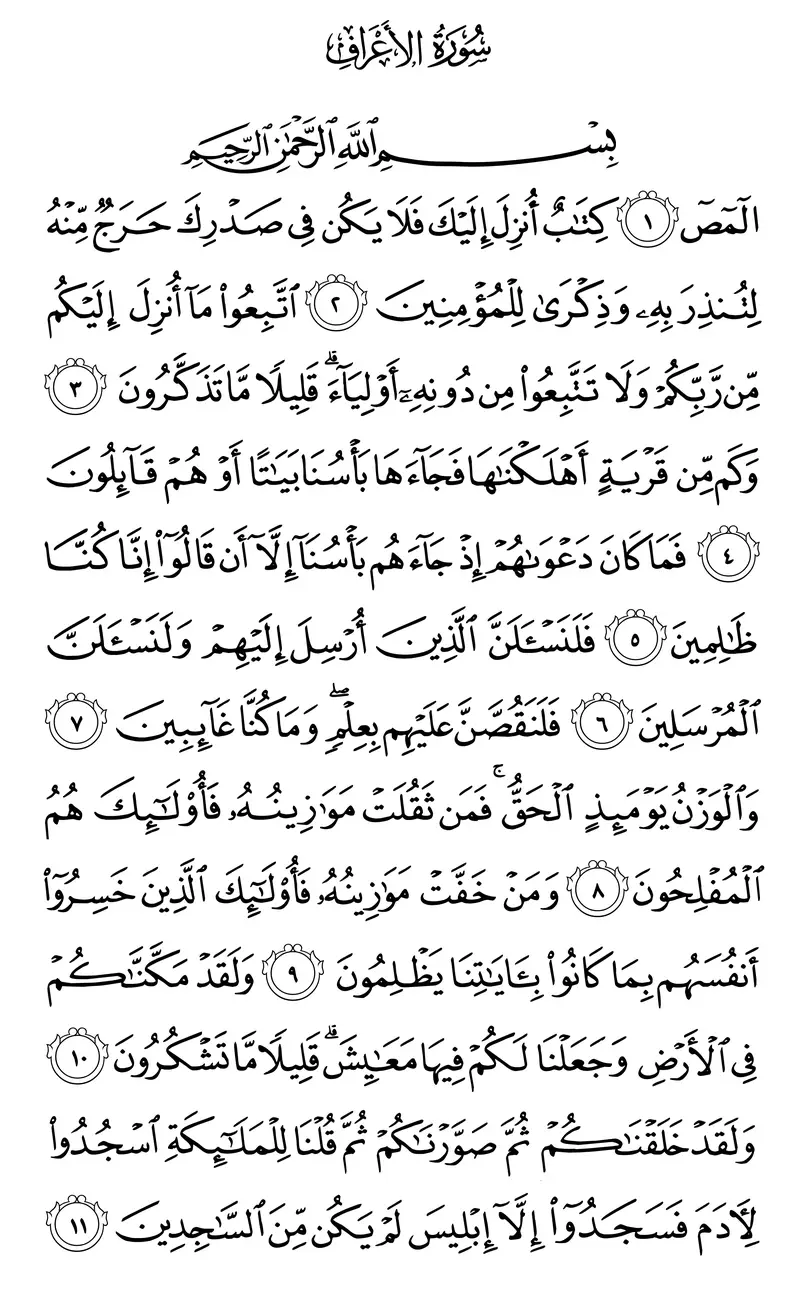 سُورَةُ الأَعْرَافِ
بِسْمِ ٱللَّهِ ٱلرَّحْمَٰنِ ٱلرَّحِيمِ
الٓمٓصٓ ١ كِتَٰبٌ أُنزِلَ إِلَيْكَ فَلَا يَكُن فِى صَدْرِكَ حَرَجٌ مِّنْهُ
لِتُنذِرَ بِهِۦ وَذِكْرَىٰ لِلْمُؤْمِنِينَ ٢ ٱتَّبِعُوا۟ مَآ أُنزِلَ إِلَيْكُم
مِّن رَّبِّكُمْ وَلَا تَتَّبِعُوا۟ مِن دُونِهِۦٓ أَوْلِيَآءَ ۗ قَلِيلًا مَّا تَذَكَّرُونَ ٣
وَكَم مِّن قَرْيَةٍ أَهْلَكْنَٰهَا فَجَآءَهَا بَأْسُنَا بَيَٰتًا أَوْ هُمْ قَآئِلُونَ
٤ فَمَا كَانَ دَعْوَىٰهُمْ إِذْ جَآءَهُم بَأْسُنَآ إِلَّآ أَن قَالُوٓا۟ إِنَّا كُنَّا
ظَٰلِمِينَ ٥ فَلَنَسْـَٔلَنَّ ٱلَّذِينَ أُرْسِلَ إِلَيْهِمْ وَلَنَسْـَٔلَنَّ
ٱلْمُرْسَلِينَ ٦ فَلَنَقُصَّنَّ عَلَيْهِم بِعِلْمٍ ۖ وَمَا كُنَّا غَآئِبِينَ ٧
وَٱلْوَزْنُ يَوْمَئِذٍ ٱلْحَقُّ ۚ فَمَن ثَقُلَتْ مَوَٰزِينُهُۥ فَأُو۟لَٰٓئِكَ هُمُ
ٱلْمُفْلِحُونَ ٨ وَمَنْ خَفَّتْ مَوَٰزِينُهُۥ فَأُو۟لَٰٓئِكَ ٱلَّذِينَ خَسِرُوٓا۟
أَنفُسَهُم بِمَا كَانُوا۟ بِـَٔايَٰتِنَا يَظْلِمُونَ ٩ وَلَقَدْ مَكَّنَّٰكُمْ
فِى ٱلْأَرْضِ وَجَعَلْنَا لَكُمْ فِيهَا مَعَٰيِشَ ۗ قَلِيلًا مَّا تَشْكُرُونَ ١٠
وَلَقَدْ خَلَقْنَٰكُمْ ثُمَّ صَوَّرْنَٰكُمْ ثُمَّ قُلْنَا لِلْمَلَٰٓئِكَةِ ٱسْجُدُوا۟
لِـَٔادَمَ فَسَجَدُوٓا۟ إِلَّآ إِبْلِيسَ لَمْ يَكُن مِّنَ ٱلسَّٰجِدِينَ ١١